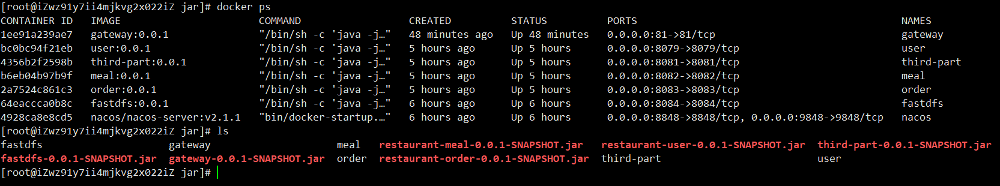 [root@iZwz91y7ii4mjkvg2x022iZ jar]# docker ps
CONTAINER ID   IMAGE                       COMMAND                  CREATED          STATUS          PORTS                                            NAMES
1ee91a239ae7   gateway:0.0.1               "/bin/sh -c 'java -j…"   48 minutes ago   Up 48 minutes   0.0.0.0:81->81/tcp                               gateway
bc0bc94f21eb   user:0.0.1                  "/bin/sh -c 'java -j…"   5 hours ago      Up 5 hours      0.0.0.0:8079->8079/tcp                           user
4356b2f2598b   third-part:0.0.1            "/bin/sh -c 'java -j…"   5 hours ago      Up 5 hours      0.0.0.0:8081->8081/tcp                           third-part
b6eb04b97b9f   meal:0.0.1                  "/bin/sh -c 'java -j…"   5 hours ago      Up 5 hours      0.0.0.0:8082->8082/tcp                           meal
2a7524c861c3   order:0.0.1                 "/bin/sh -c 'java -j…"   5 hours ago      Up 5 hours      0.0.0.0:8083->8083/tcp                           order
64eaccca0b8c   fastdfs:0.0.1               "/bin/sh -c 'java -j…"   6 hours ago      Up 6 hours      0.0.0.0:8084->8084/tcp                           fastdfs
4928ca8e8cd5   nacos/nacos-server:v2.1.1   "bin/docker-startup.…"   6 hours ago      Up 6 hours      0.0.0.0:8848->8848/tcp, 0.0.0.0:9848->9848/tcp   nacos
[root@iZwz91y7ii4mjkvg2x022iZ jar]# ls
fastdfs                     gateway                     meal   restaurant-meal-0.0.1-SNAPSHOT.jar   restaurant-user-0.0.1-SNAPSHOT.jar  third-part-0.0.1-SNAPSHOT.jar
fastdfs-0.0.1-SNAPSHOT.jar  gateway-0.0.1-SNAPSHOT.jar  order  restaurant-order-0.0.1-SNAPSHOT.jar  third-part                          user
[root@iZwz91y7ii4mjkvg2x022iZ jar]#